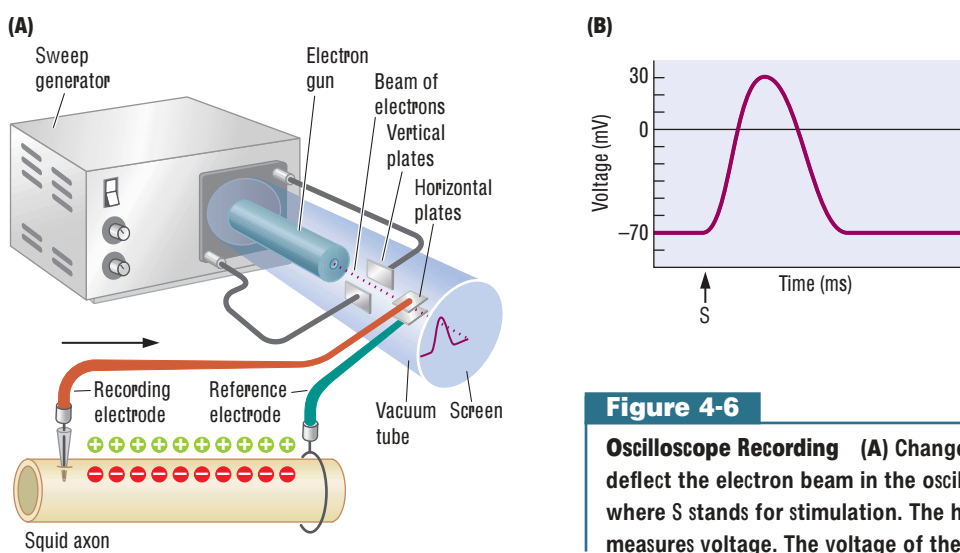 (A)
Sweep
generator
Electron
gun
Beam of
electrons
Vertical
plates
Horizontal
plates
Recording
electrode
Reference
electrode
Vacuum
tube
Screen
Squid axon
(B)
Voltage (mV)
30
0
–70
Time (ms)
S
Figure 4-6
Oscilloscope Recording (A) Change
deflect the electron beam in the oscil
where S stands for stimulation. The h
measures voltage. The voltage of the